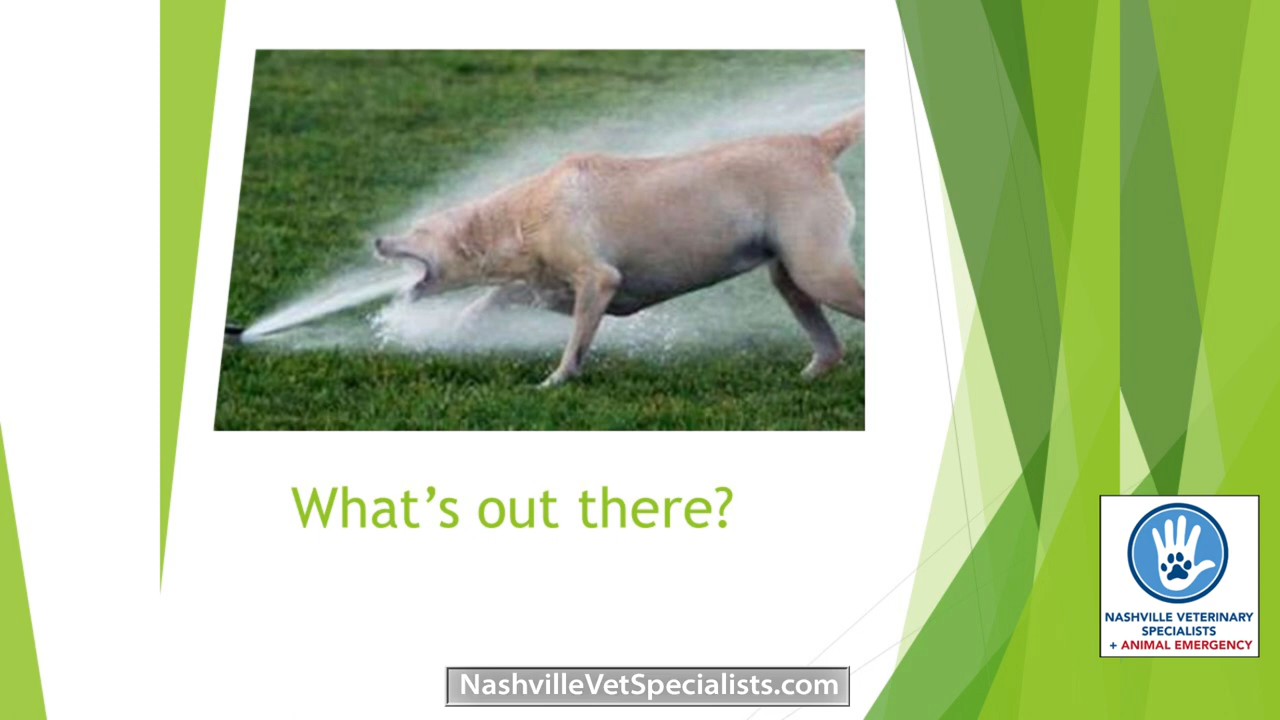 What’s out there?
NASHVILLE VETERINARY
SPECIALISTS
+ ANIMAL EMERGENCY
NashvilleVetSpecialists.com